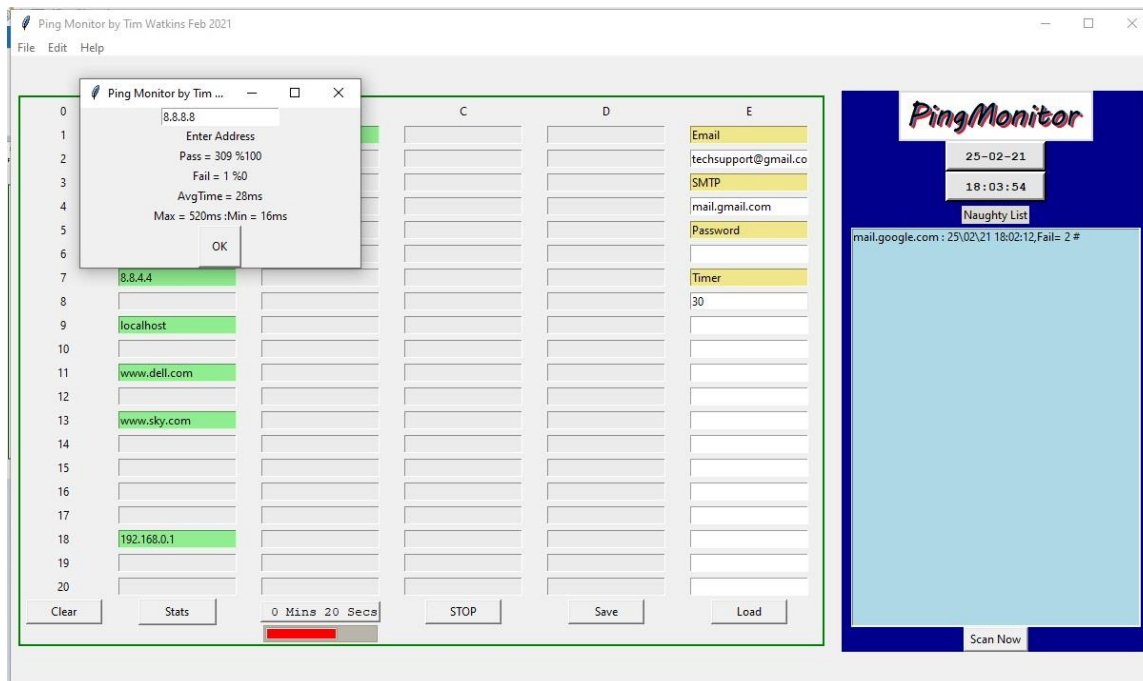 Ping Monitor by Tim Watkins Feb 2021
File Edit Help
Ping Monitor by Tim ...
8.8.8.8
Enter Address
Pass = 309 %100
Fail = 1 %0
AvgTime = 28ms
Max = 520ms :Min = 16ms
OK
0 C D E
1 Email
2 techsupport@gmail.co
3 SMTP
4 mail.gmail.com
5 Password
6
7 8.8.4.4 Timer
8 30
9 localhost
10
11 www.dell.com
12
13 www.sky.com
14
15
16
17
18 192.168.0.1
19
20
Clear Stats 0 Mins 20 Secs STOP Save Load
PingMonitor
25-02-21
18:03:54
Naughty List
mail.google.com : 25\02\21 18:02:12,Fail= 2 #
Scan Now